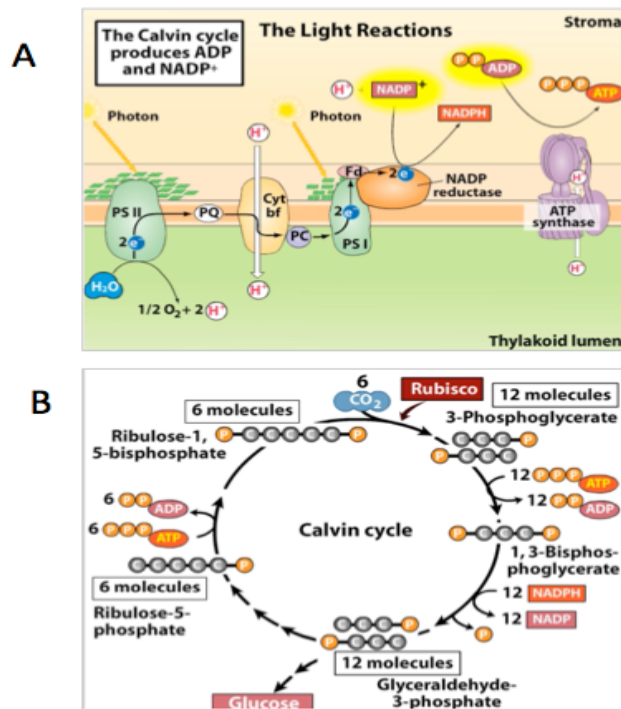 A
The Calvin cycle
produces ADP
and NADP+
The Light Reactions
Stroma
P P ADP
H+ NADP +
P P P ATP
Photon
H+
Photon
NADPH
Fd 2 e-
Cyt
bf
NADP
reductase
H+
PS II
PQ
2 e-
ATP
synthase
PC
PS I
2 e-
H+
H2O
H+
1/2 O2 + 2 H+
Thylakoid lumen
B
6
CO2
Rubisco
12 molecules
3-Phosphoglycerate
6 molecules
Ribulose-1,
5-bisphosphate
P C C C C C P
C C C P
P C C C
12 P P P ATP
12 P P ADP
6 P P ADP
6 P P P ATP
Calvin cycle
P C C C P
1, 3-Bisphos-
phoglycerate
C C C C C P
6 molecules
Ribulose-5-
phosphate
12 NADPH
12 NADP
P
C C C P
P C C C
12 molecules
Glyceraldehyde-
3-phosphate
Glucose